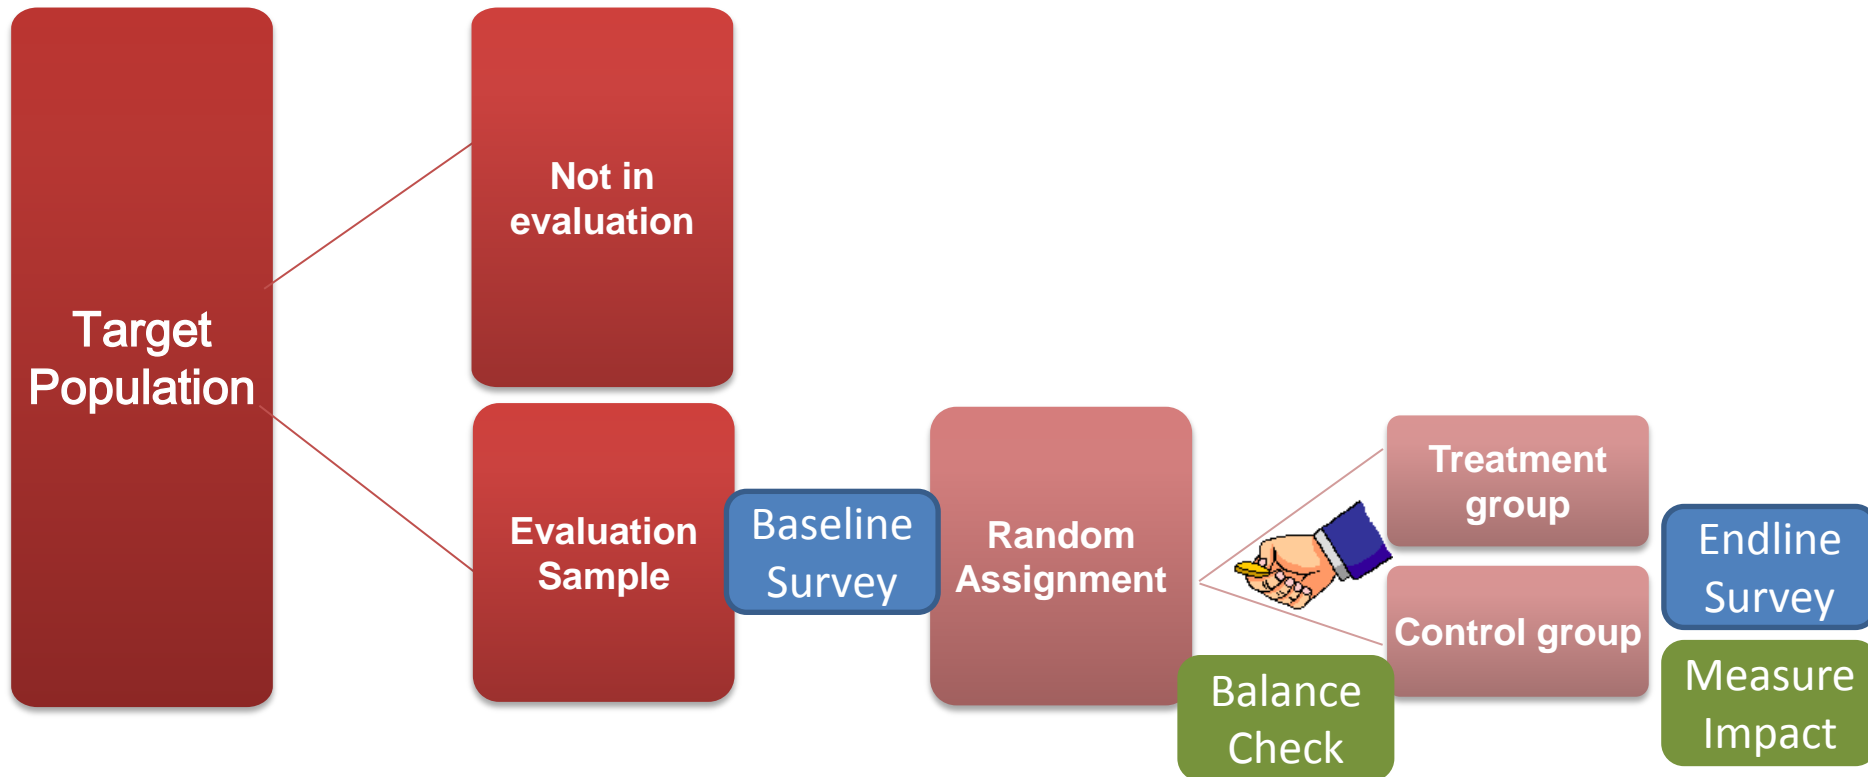 Target
Population
Not in
evaluation
Evaluation
Sample
Baseline
Survey
Random
Assignment
Treatment
group
Control group
Balance
Check
Endline
Survey
Measure
Impact